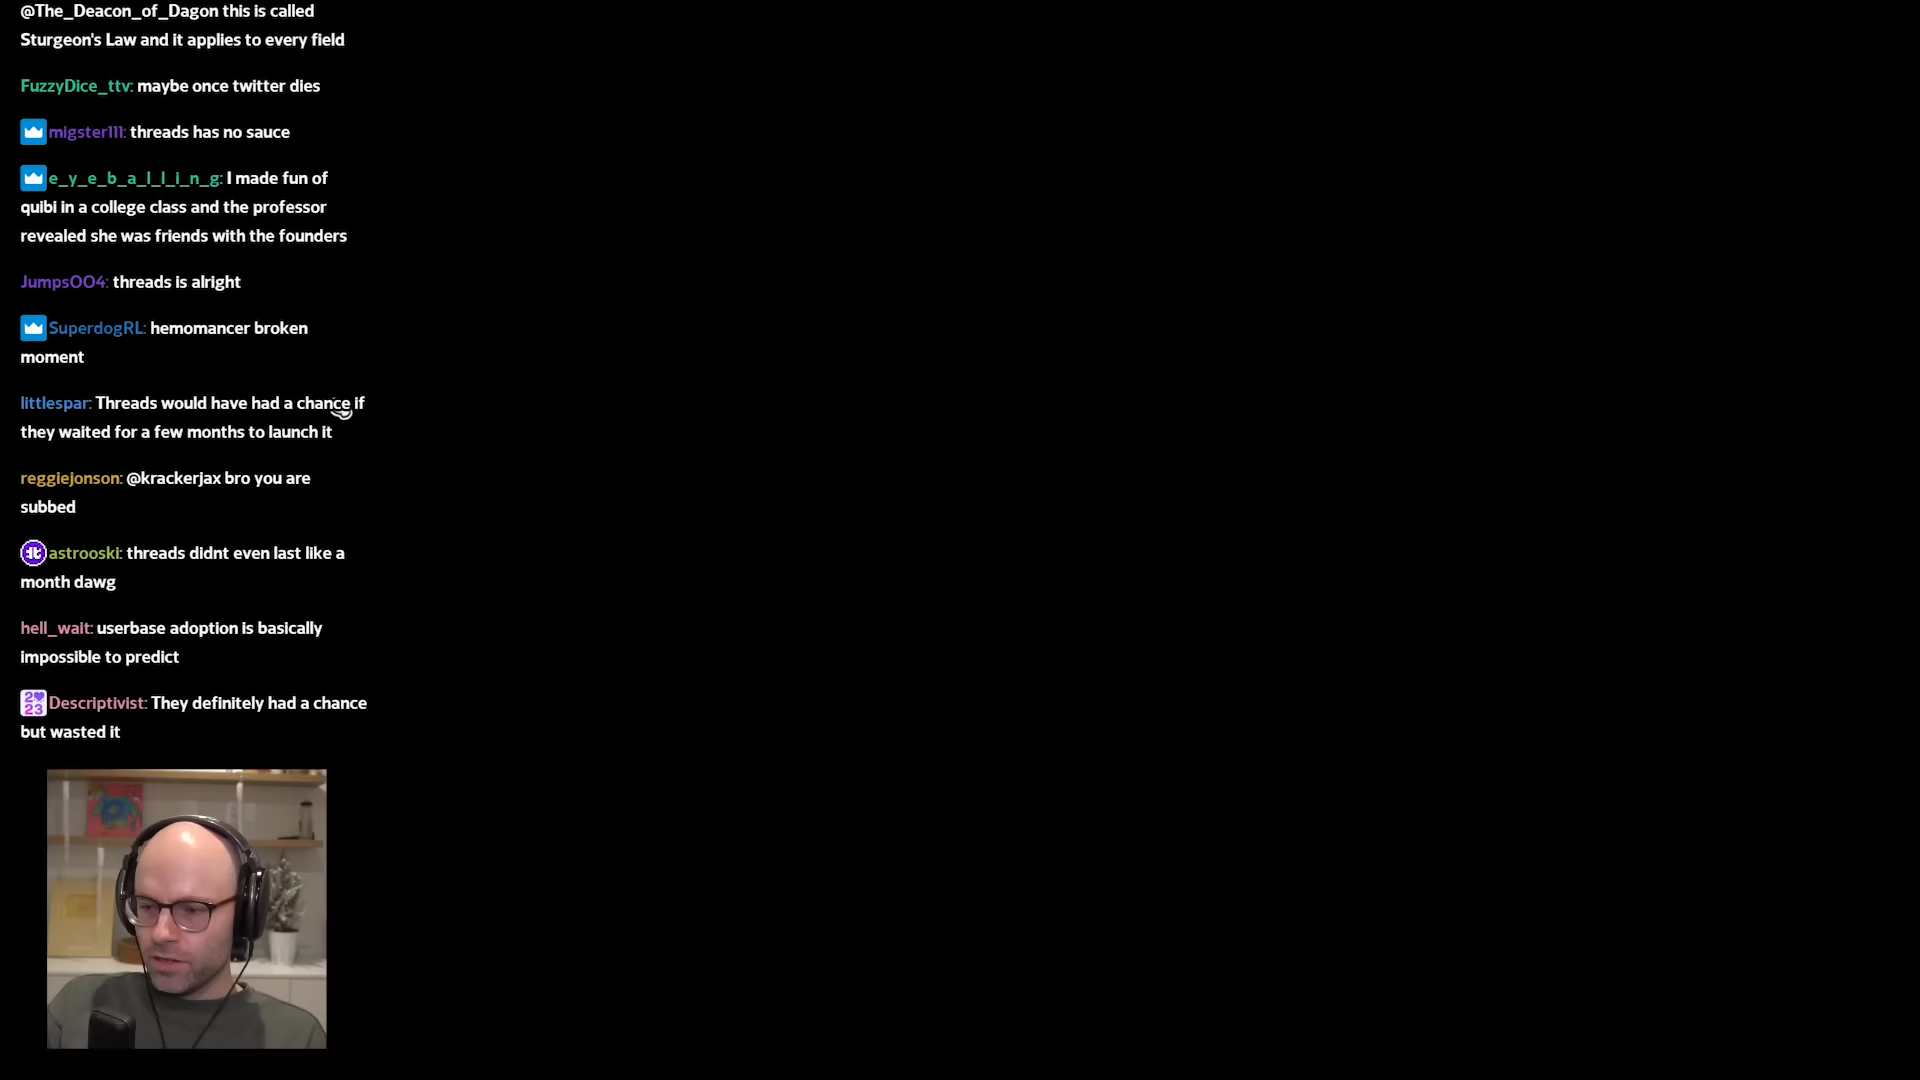 @The_Deacon_of_Dagon this is called
Sturgeon's Law and it applies to every field
FuzzyDice_ttv: maybe once twitter dies
migster111: threads has no sauce
e_y_e_b_a_l_l_i_n_g: I made fun of
quibi in a college class and the professor
revealed she was friends with the founders
Jumps004: threads is alright
SuperdogRL: hemomancer broken
moment
littlespar: Threads would have had a chance if
they waited for a few months to launch it
reggiejonson: @krackerjax bro you are
subbed
astrooski: threads didnt even last like a
month dawg
hell_wait: userbase adoption is basically
impossible to predict
2 23 Descriptivist: They definitely had a chance
but wasted it